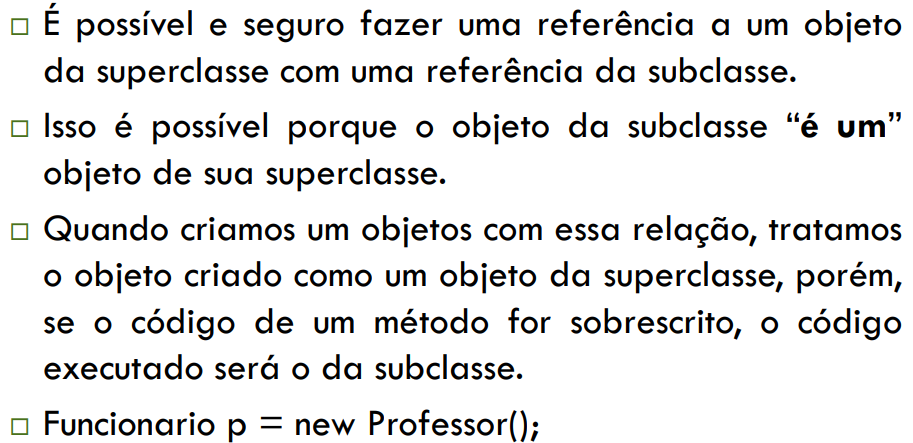 É possível e seguro fazer uma referência a um objeto
da superclasse com uma referência da subclasse.
Isso é possível porque o objeto da subclasse “é um”
objeto de sua superclasse.
Quando criamos um objetos com essa relação, tratamos
o objeto criado como um objeto da superclasse, porém,
se o código de um método for sobrescrito, o código
executado será o da subclasse.
Funcionario p = new Professor();